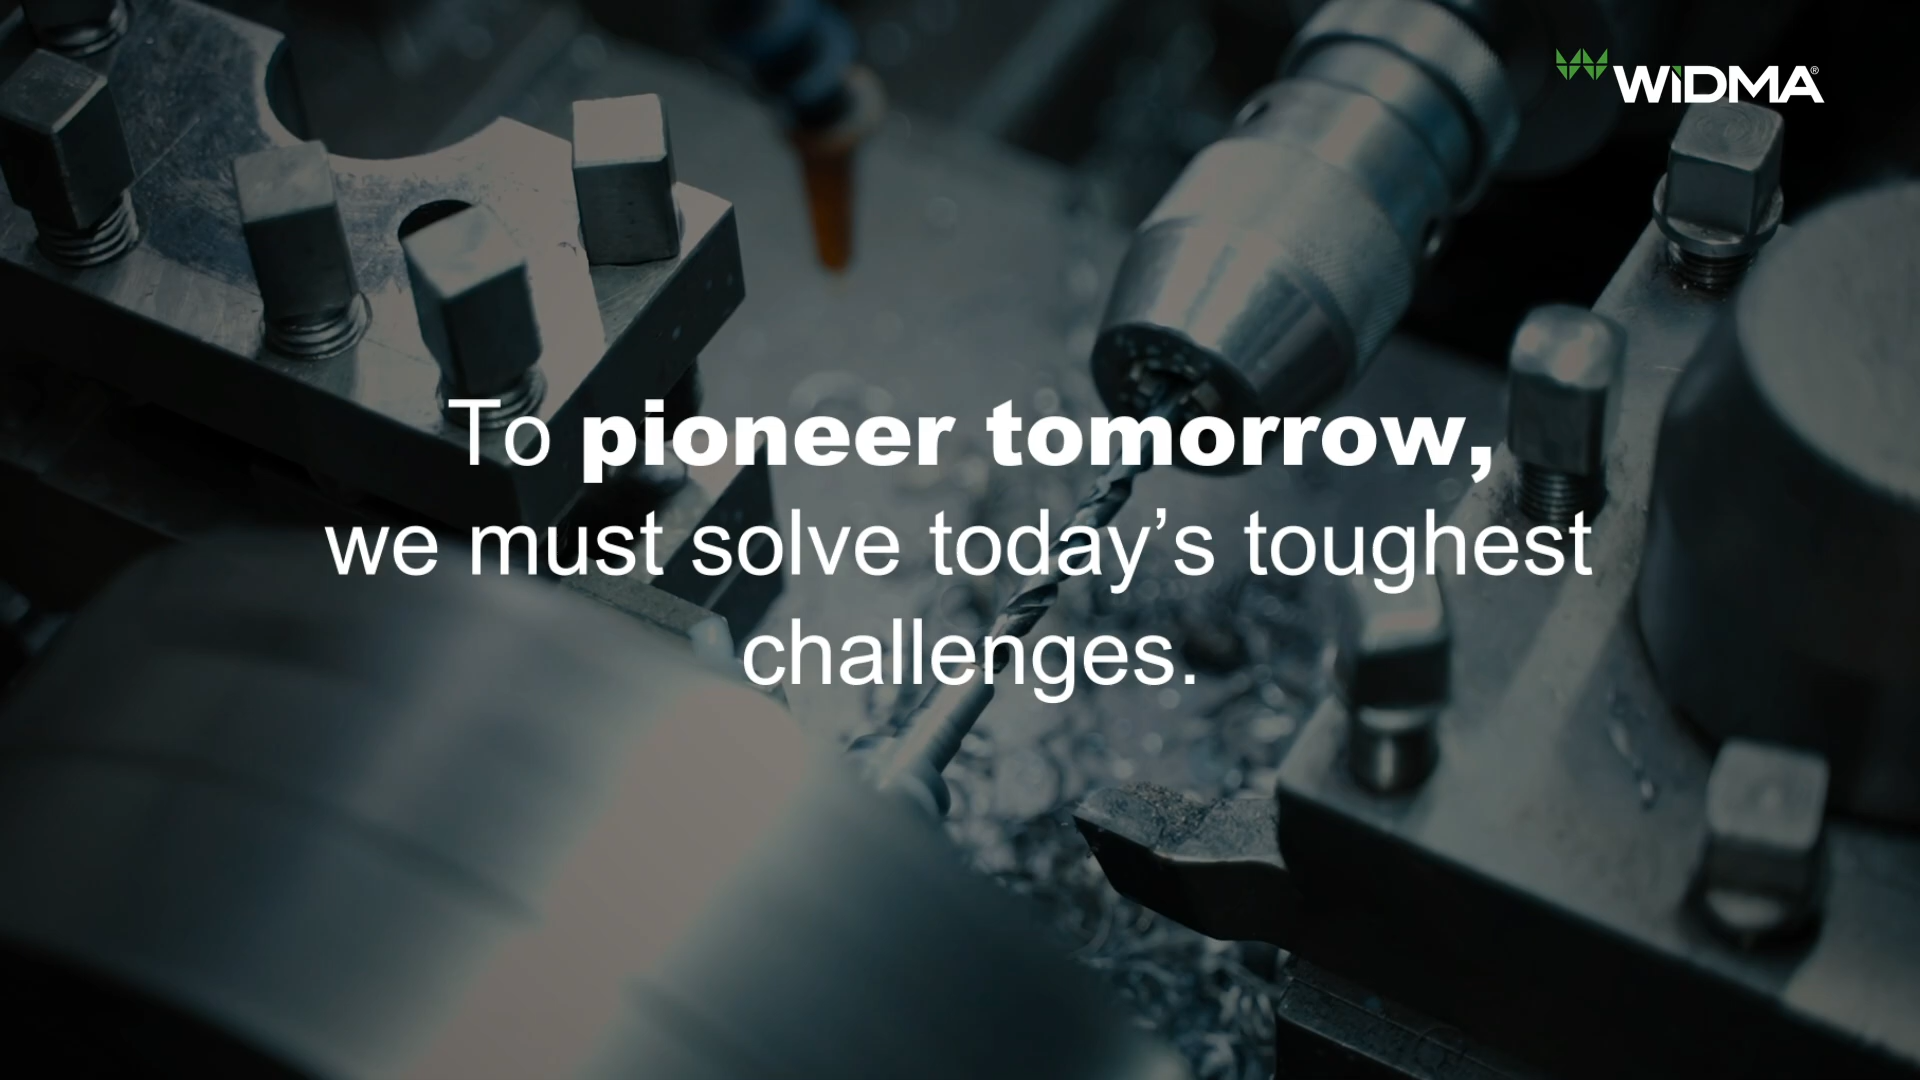 WIDMA®
To pioneer tomorrow,
we must solve today’s toughest
challenges.